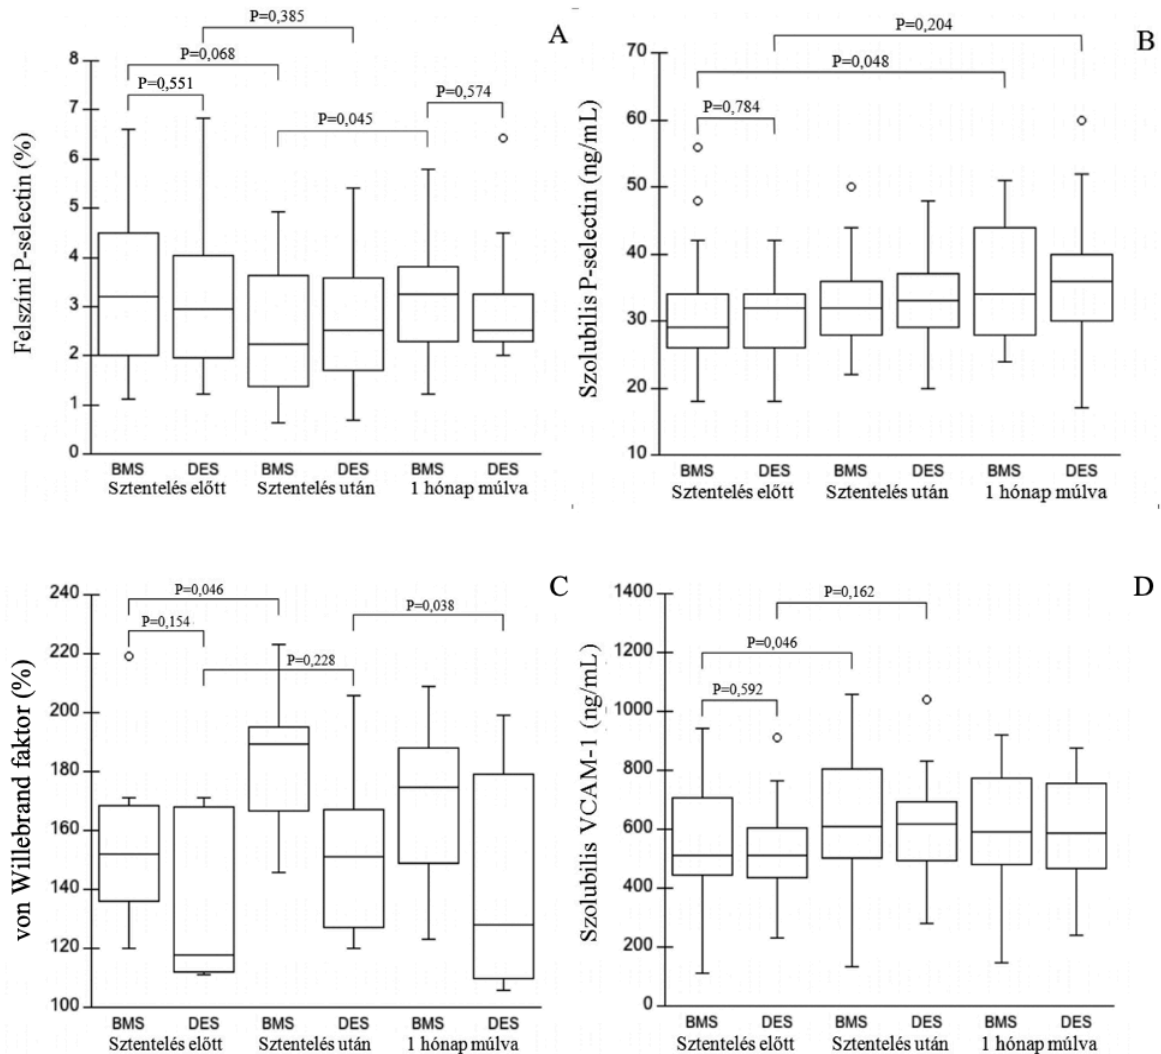 A
P=0,385
P=0,068
P=0,551
P=0,574
P=0,045
Felszíni P-selectin (%)
8
7
6
5
4
3
2
1
0
BMS DES BMS DES BMS DES
Sztentelés előtt Sztentelés után 1 hónap múlva
B
P=0,204
P=0,048
P=0,784
Szolubilis P-selectin (ng/mL)
70
60
50
40
30
20
10
BMS DES BMS DES BMS DES
Sztentelés előtt Sztentelés után 1 hónap múlva
C
P=0,046
P=0,038
P=0,154
P=0,228
von Willebrand faktor (%)
240
220
200
180
160
140
120
100
BMS DES BMS DES BMS DES
Sztentelés előtt Sztentelés után 1 hónap múlva
D
P=0,162
P=0,046
P=0,592
Szolubilis VCAM-1 (ng/mL)
1400
1200
1000
800
600
400
200
0
BMS DES BMS DES BMS DES
Sztentelés előtt Sztentelés után 1 hónap múlva